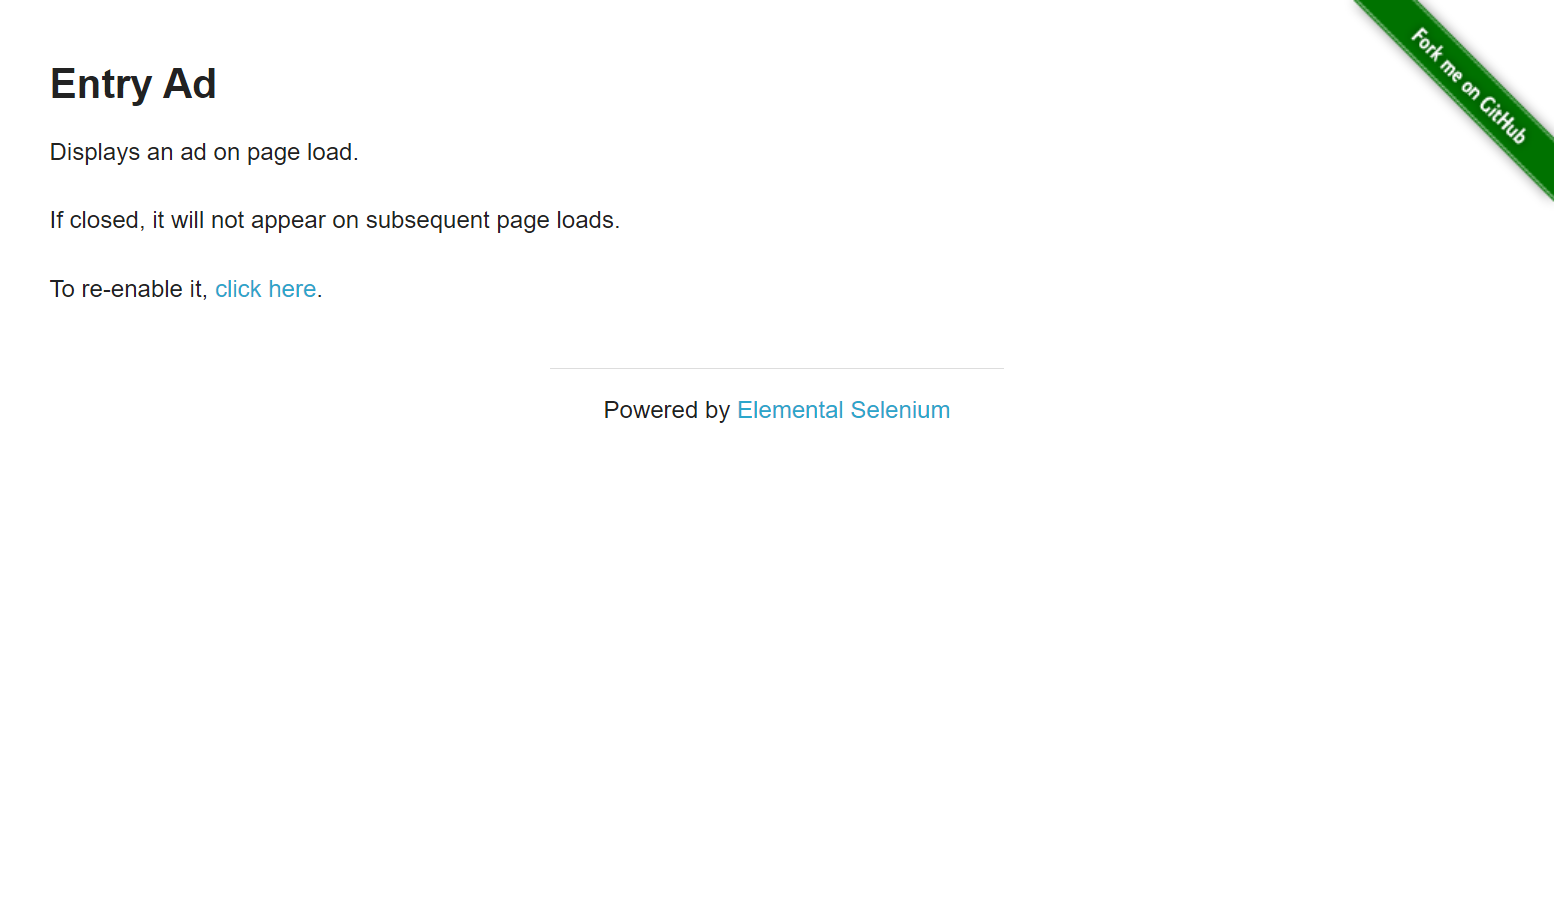 Fork me on GitHub
Entry Ad
Displays an ad on page load.
If closed, it will not appear on subsequent page loads.
To re-enable it, click here.
Powered by Elemental Selenium